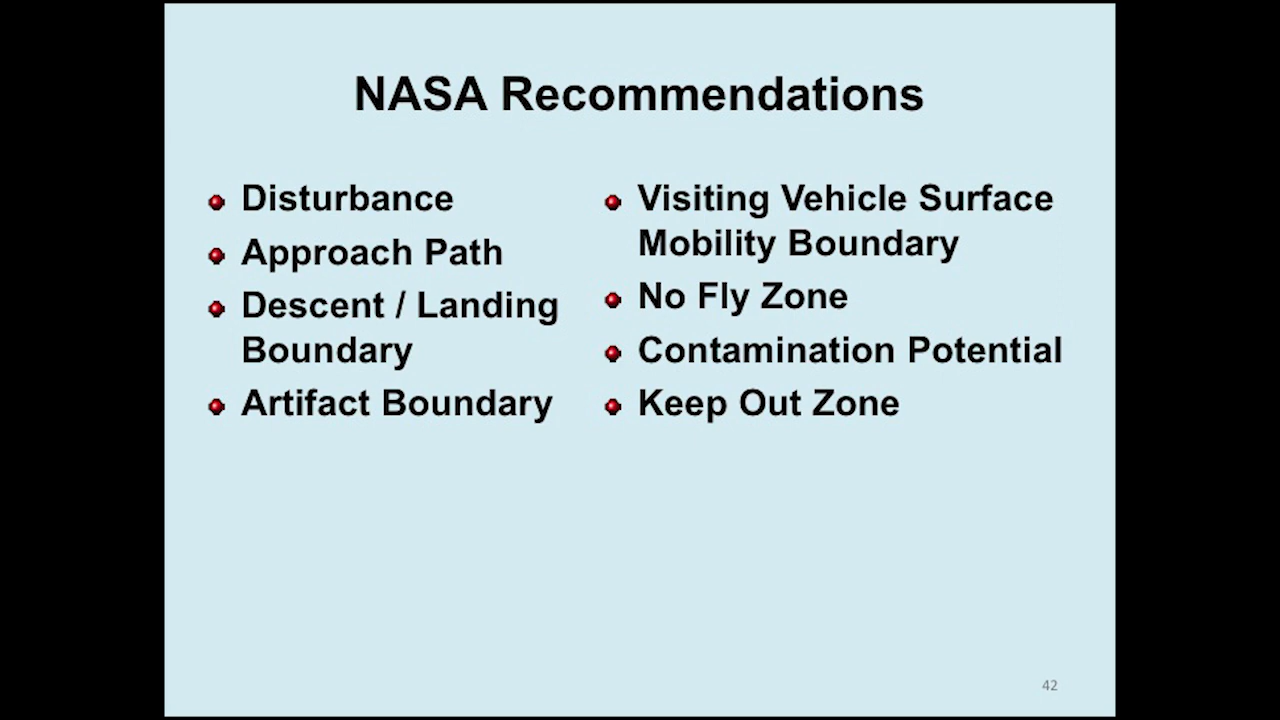 NASA Recommendations
Disturbance
Approach Path
Descent / Landing
Boundary
Artifact Boundary
Visiting Vehicle Surface
Mobility Boundary
No Fly Zone
Contamination Potential
Keep Out Zone
42